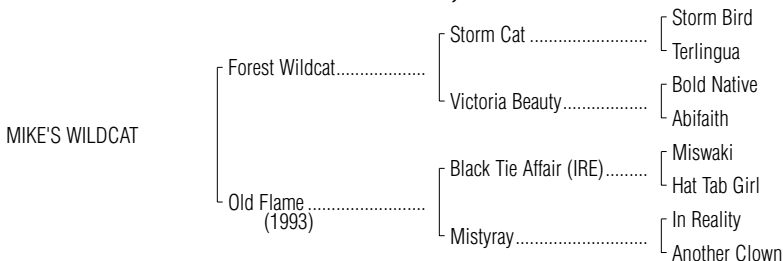 Storm Bird
Storm Cat ..........................
Terlingua
Forest Wildcat....................
Bold Native
Victoria Beauty...................
Abifaith
MIKE'S WILDCAT
Miswaki
Black Tie Affair (IRE).........
Hat Tab Girl
Old Flame ..........................
(1993)
In Reality
Mistyray.............................
Another Clown